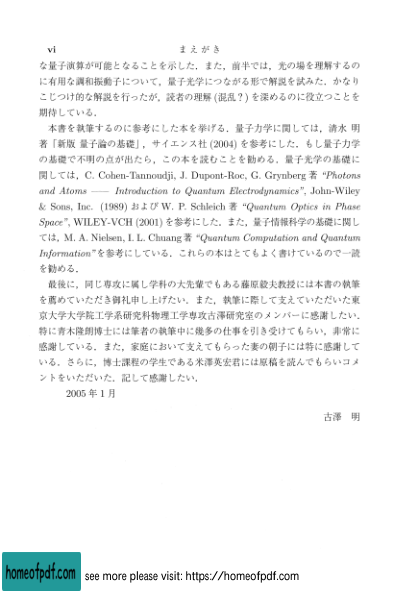 vi まえがき
な量子演算が可能となることを示した．また，前半では，光の場を理解するの
に有用な調和振動子について，量子光学につながる形で解説を試みた．かなり
こじつけ的な解説を行ったが，読者の理解 (混乱？) を深めるのに役立つことを
期待している．
本書を執筆するのに参考にした本を挙げる．量子力学に関しては，清水 明
著「新版 量子論の基礎」，サイエンス社 (2004) を参考にした．もし量子力学
の基礎で不明の点が出たら，この本を読むことを勧める．量子光学の基礎に
関しては，C. Cohen-Tannoudji, J. Dupont-Roc, G. Grynberg 著 “Photons
and Atoms —— Introduction to Quantum Electrodynamics”, John-Wiley
& Sons, Inc. (1989) および W. P. Schleich 著 “Quantum Optics in Phase
Space”, WILEY-VCH (2001) を参考にした．また，量子情報科学の基礎に関し
ては，M. A. Nielsen, I. L. Chuang 著 “Quantum Computation and Quantum
Information”を参考にしている．これらの本はとてもよく書けているので一読
を勧める．
最後に，同じ専攻に属し学科の大先輩でもある藤原毅夫教授には本書の執筆
を薦めていただき御礼申し上げたい．また，執筆に際して支えていただいた東
京大学大学院工学系研究科物理工学専攻古澤研究室のメンバーに感謝したい．
特に青木隆朗博士には筆者の執筆中に幾多の仕事を引き受けてもらい，非常に
感謝している．また，家庭において支えてもらった妻の朝子には特に感謝して
いる．さらに，博士課程の学生である米澤英宏君には原稿を読んでもらいコメ
ントをいただいた．記して感謝したい．
2005 年 1 月
古澤 明
homeofpdf.com see more please visit: https://homeofpdf.com